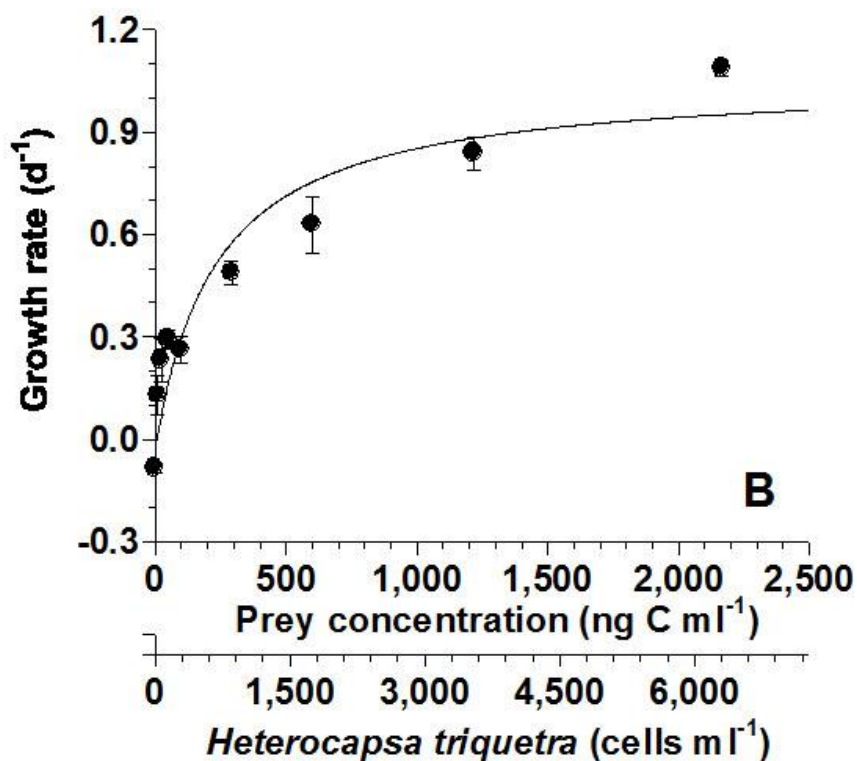 1.2
0.9
0.6
0.3
0.0
-0.3
Growth rate (d⁻¹)
B
0 500 1,000 1,500 2,000 2,500
Prey concentration (ng C ml⁻¹)
0 1,500 3,000 4,500 6,000
Heterocapsa triquetra (cells ml⁻¹)